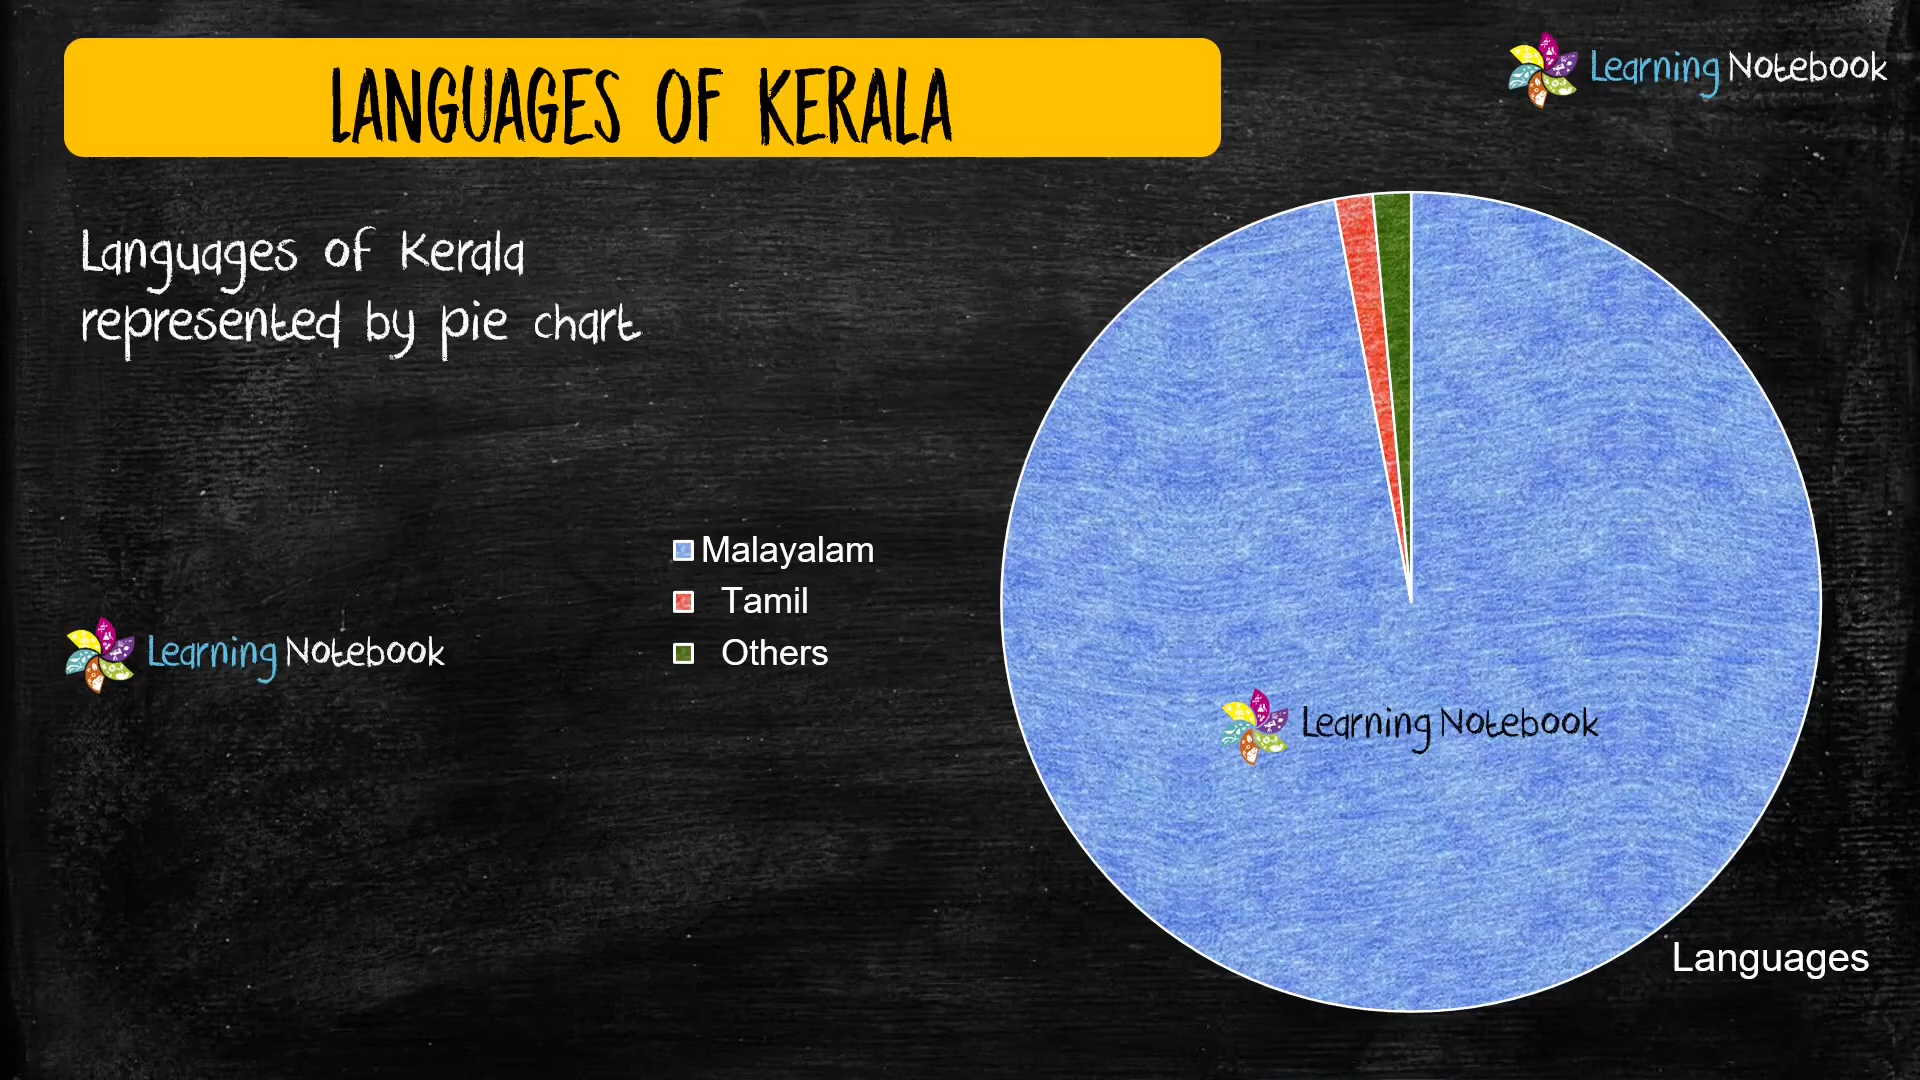 LANGUAGES OF KERALA
Learning Notebook
Languages of Kerala
represented by pie chart
Malayalam
Tamil
Others
Learning Notebook
Learning Notebook
Languages